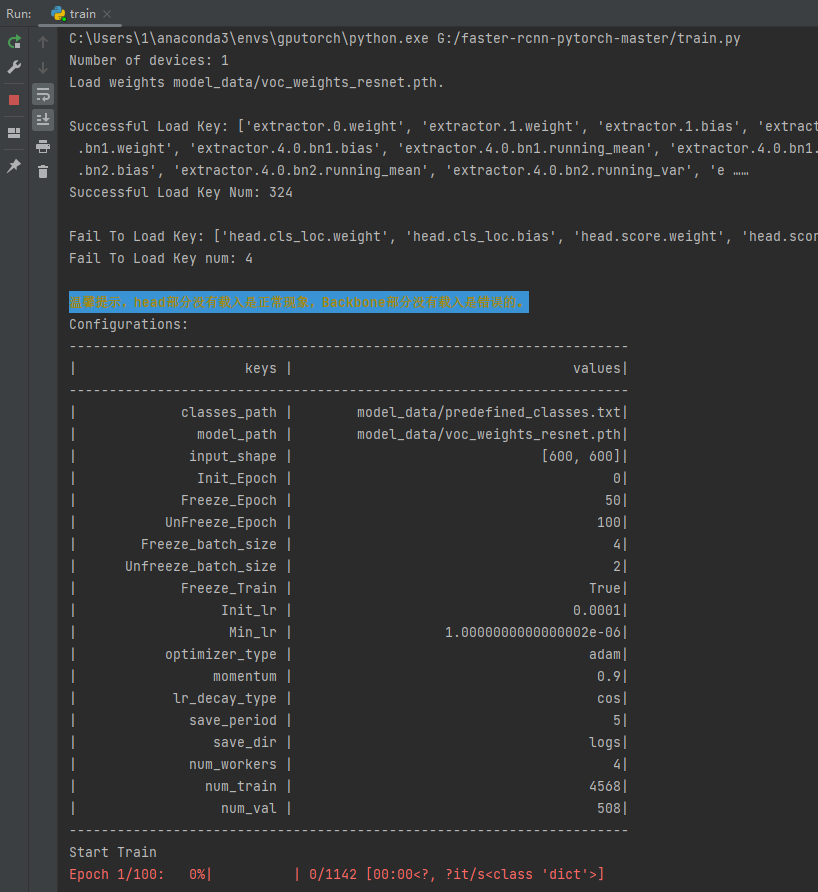 Run: train
C:\Users\1\anaconda3\envs\gputorch\python.exe G:/faster-rcnn-pytorch-master/train.py
Number of devices: 1
Load weights model_data/voc_weights_resnet.pth.
Successful Load Key: ['extractor.0.weight', 'extractor.1.weight', 'extractor.1.bias', 'extract
.bn1.weight', 'extractor.4.0.bn1.bias', 'extractor.4.0.bn1.running_mean', 'extractor.4.0.bn1.
.bn2.bias', 'extractor.4.0.bn2.running_mean', 'extractor.4.0.bn2.running_var', 'e ……
Successful Load Key Num: 324
Fail To Load Key: ['head.cls_loc.weight', 'head.cls_loc.bias', 'head.score.weight', 'head.scor
Fail To Load Key num: 4
温馨提示，head部分没有载入是正常现象，Backbone部分没有载入是错误的。
Configurations:
----------------------------------------------------------------------
| keys | values|
----------------------------------------------------------------------
| classes_path | model_data/predefined_classes.txt|
| model_path | model_data/voc_weights_resnet.pth|
| input_shape | [600, 600]|
| Init_Epoch | 0|
| Freeze_Epoch | 50|
| UnFreeze_Epoch | 100|
| Freeze_batch_size | 4|
| Unfreeze_batch_size | 2|
| Freeze_Train | True|
| Init_lr | 0.0001|
| Min_lr | 1.0000000000000002e-06|
| optimizer_type | adam|
| momentum | 0.9|
| lr_decay_type | cos|
| save_period | 5|
| save_dir | logs|
| num_workers | 4|
| num_train | 4568|
| num_val | 508|
----------------------------------------------------------------------
Start Train
Epoch 1/100:   0%|          | 0/1142 [00:00<?, ?it/s<class 'dict'>]